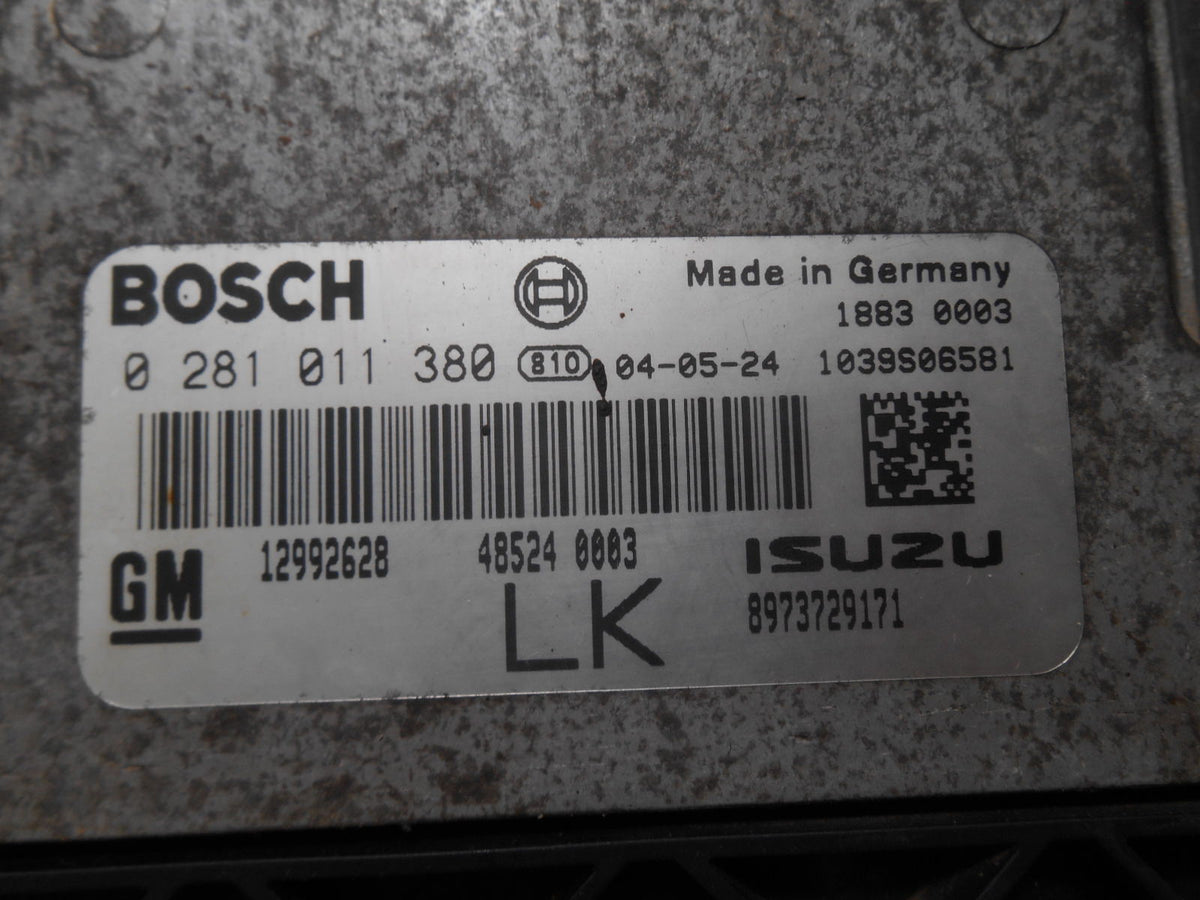 BOSCH
Made in Germany
1883 0003
0 281 011 380 810 04-05-24 1039S06581
GM 12992628 48524 0003 ISUZU
LK 8973729171